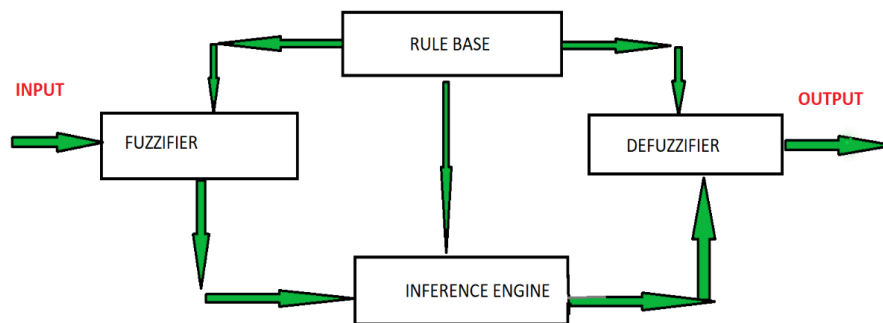 RULE BASE
INPUT
OUTPUT
FUZZIFIER
DEFUZZIFIER
INFERENCE ENGINE